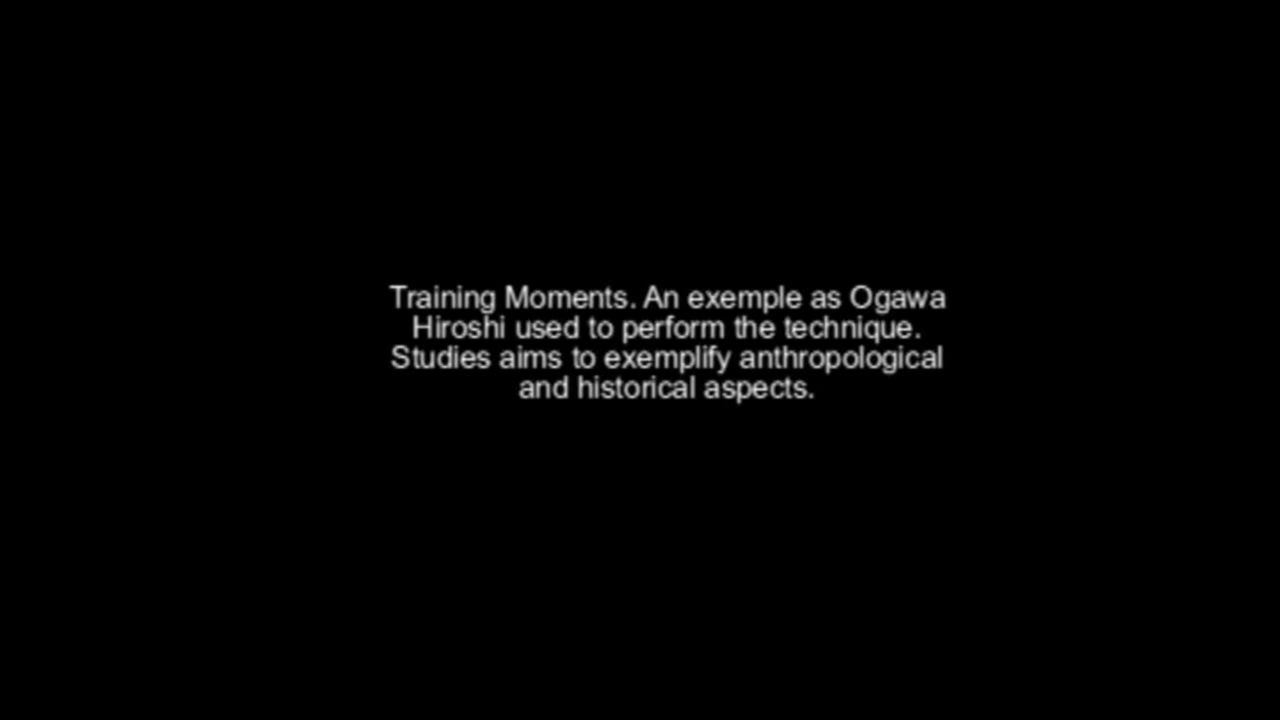 Training Moments. An exemple as Ogawa
Hiroshi used to perform the technique.
Studies aims to exemplify anthropological
and historical aspects.